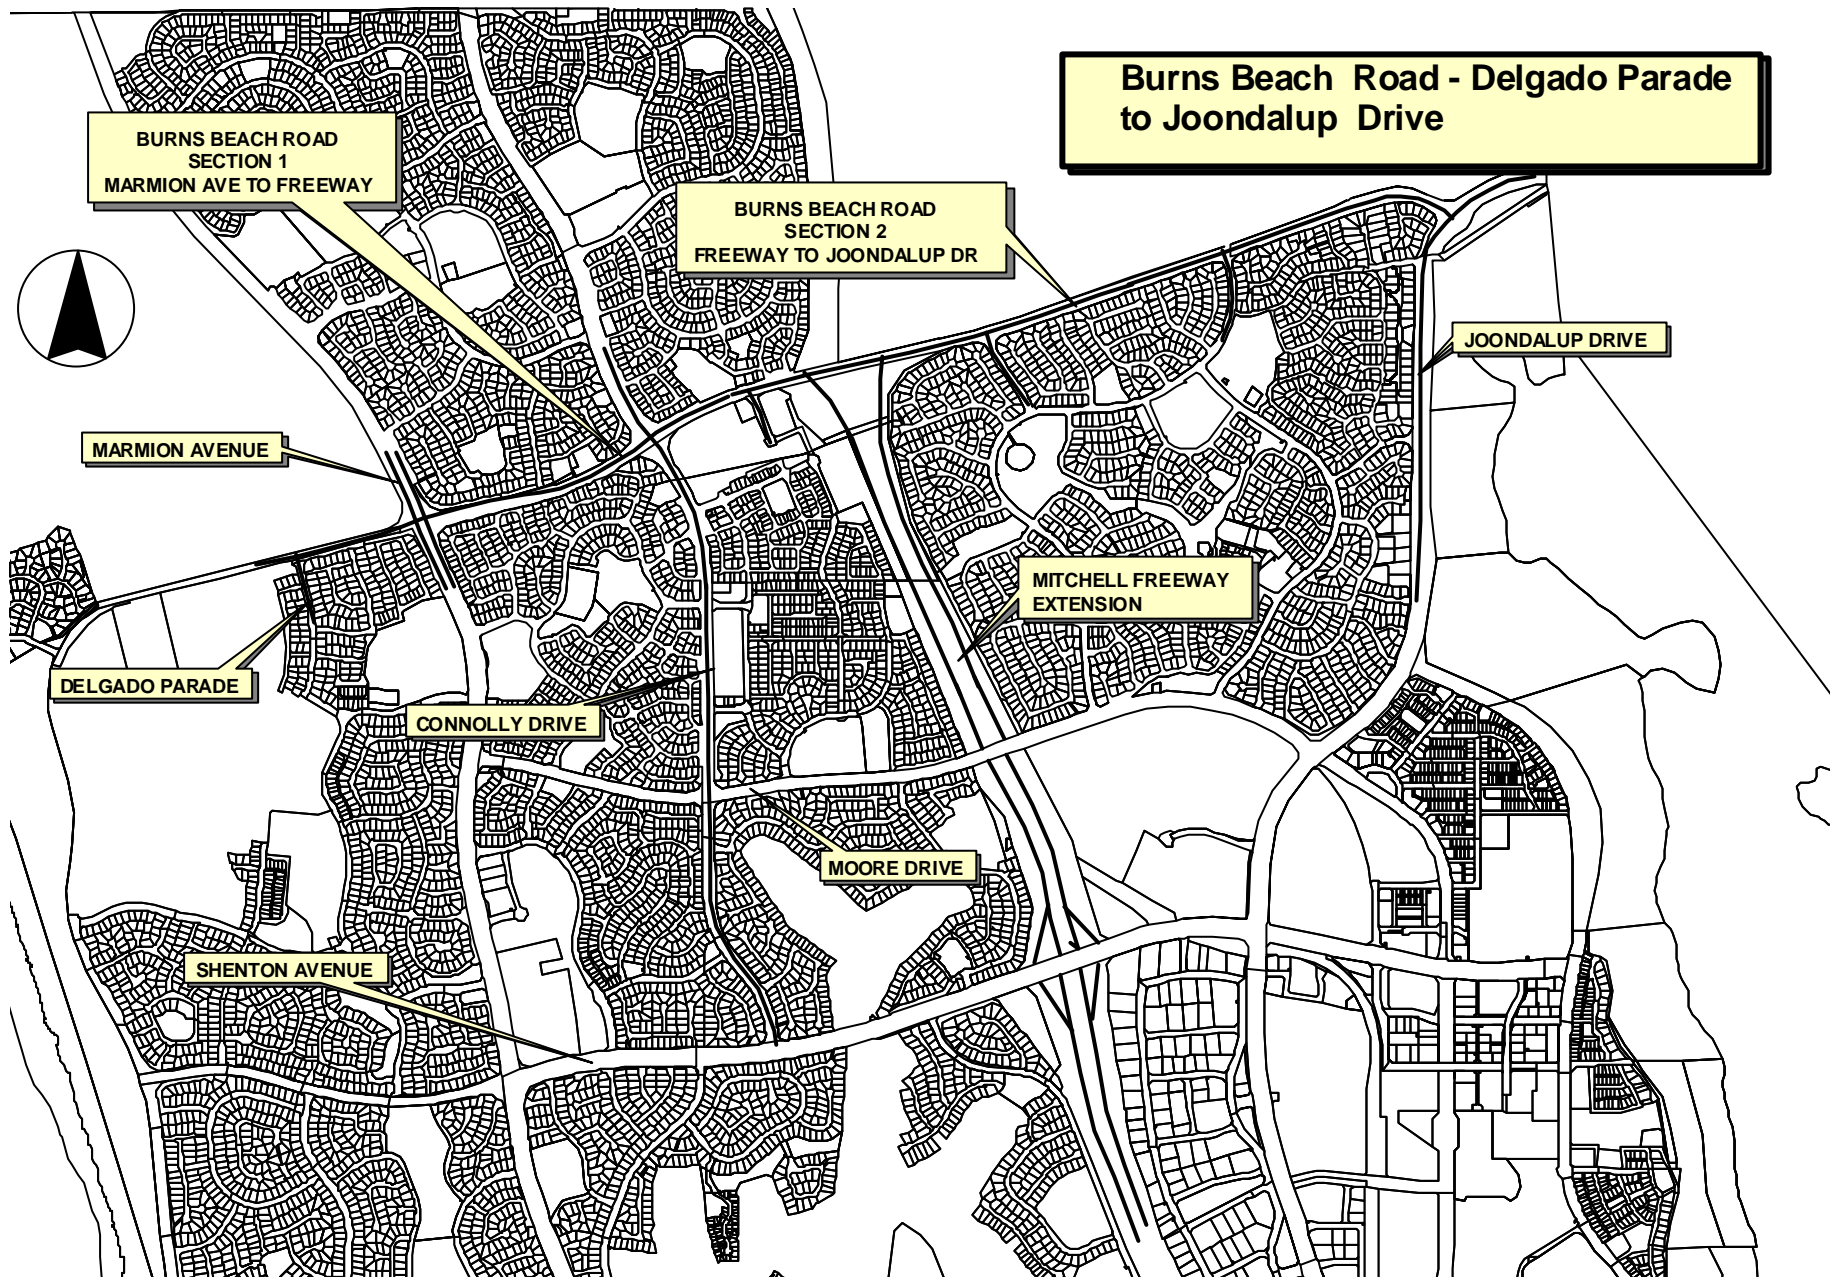 Burns Beach Road - Delgado Parade
to Joondalup Drive
BURNS BEACH ROAD
SECTION 1
MARMION AVE TO FREEWAY
BURNS BEACH ROAD
SECTION 2
FREEWAY TO JOONDALUP DR
JOONDALUP DRIVE
MARMION AVENUE
MITCHELL FREEWAY
EXTENSION
DELGADO PARADE
CONNOLLY DRIVE
MOORE DRIVE
SHENTON AVENUE